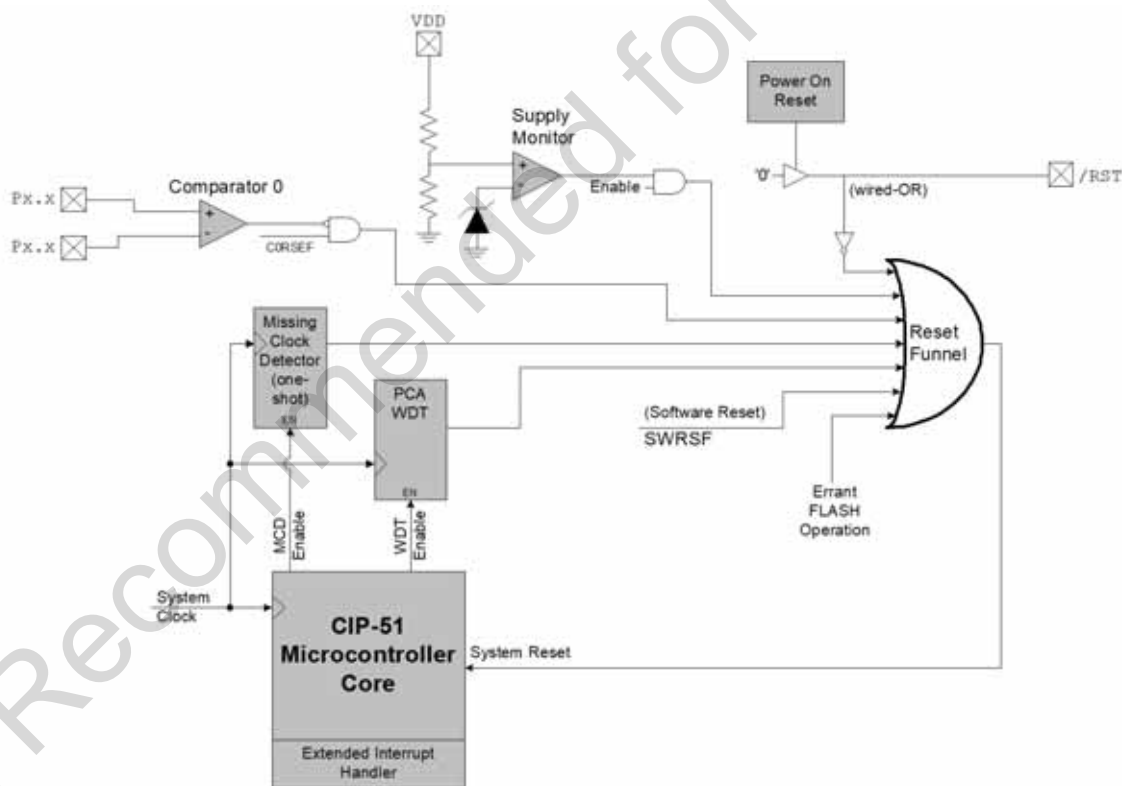 VDD
Power On
Reset
Supply
Monitor
+
-
Enable
'0'
(wired-OR)
/RST
Comparator 0
Px.x
+
Px.x
-
C0RSEF
Missing
Clock
Detector
(one-
shot)
EN
PCA
WDT
EN
Reset
Funnel
(Software Reset)
SWRSF
Errant
FLASH
Operation
MCD
Enable
WDT
Enable
System
Clock
CIP-51
Microcontroller
Core
System Reset
Extended Interrupt
Handler
Recommended for